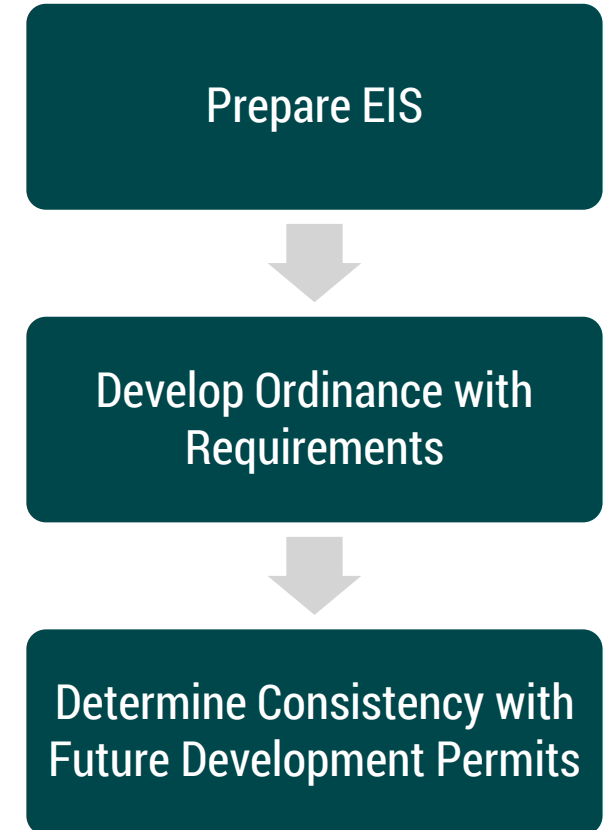 Prepare EIS
Develop Ordinance with
Requirements
Determine Consistency with
Future Development Permits